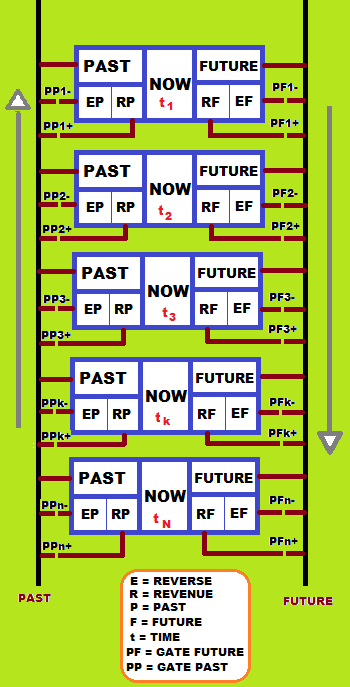 PAST NOW FUTURE
PP1- EP RP t1 RF EF PF1-
PP1+ PF1+
PAST NOW FUTURE
PP2- EP RP t2 RF EF PF2-
PP2+ PF2+
PAST NOW FUTURE
PP3- EP RP t3 RF EF PF3-
PP3+ PF3+
PAST NOW FUTURE
PPk- EP RP tk RF EF PFk-
PPk+ PFk+
PAST NOW FUTURE
PPn- EP RP tN RF EF PFn-
PPn+ PFn+
PAST FUTURE
E = REVERSE
R = REVENUE
P = PAST
F = FUTURE
t = TIME
PF = GATE FUTURE
PP = GATE PAST